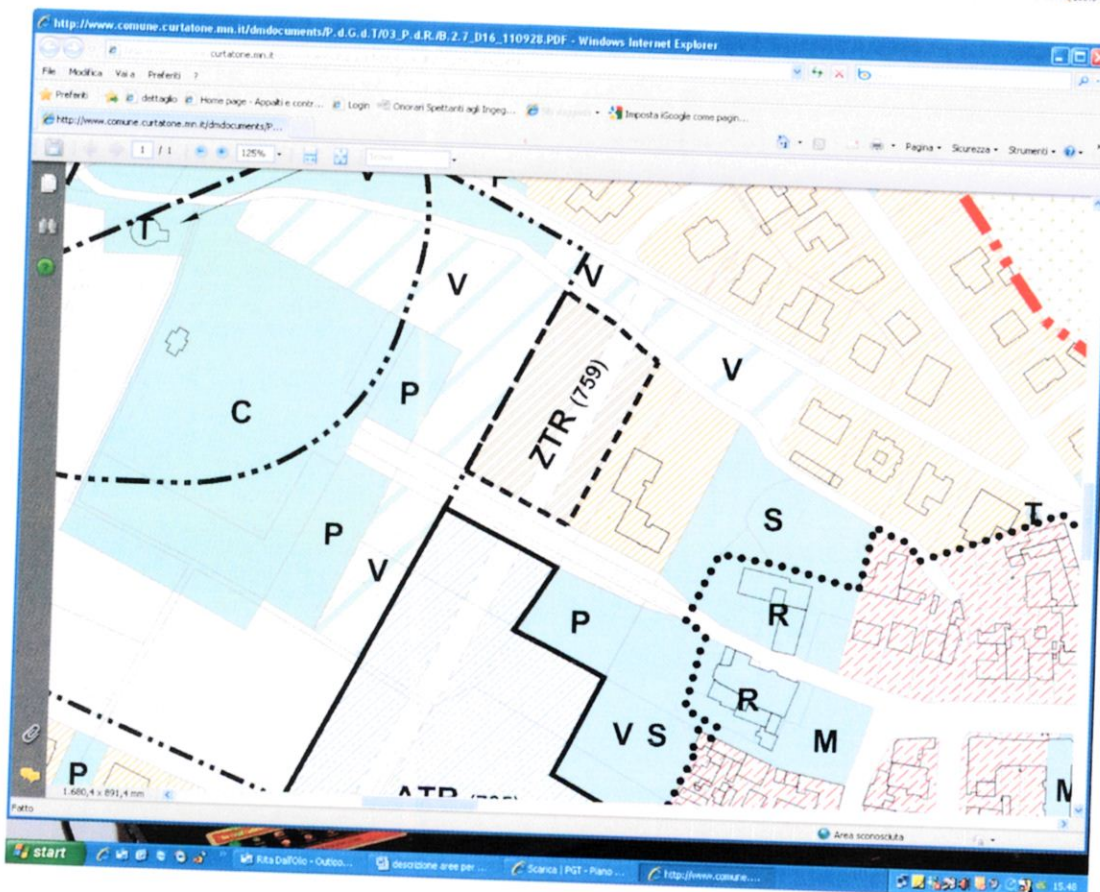 http://www.comune.curtatone.mn.it/dmdocuments/P.d.G.d.T/03_P.d.R./B.2.7_D16_110928.PDF - Windows Internet Explorer
curtatone.mn.it
File Modifica Vai a Preferiti ?
Preferiti dettaglio Home page - Appalti e contr... Login Onorari Spettanti agli Ingeg... Imposta iGoogle come pagin...
http://www.comune.curtatone.mn.it/dmdocuments/P...
Pagina Sicurezza Strumenti
1 / 1 125%
T
V
V
V
P
C
ZTR (759)
P
V
S
T
P
R
R
V S
M
P
M
1.680,4 x 891,4 mm
Area sconosciuta
start
Rita Dall'Olio - Outloo...
descrizione aree per ...
Scarica | PGT - Piano ...
http://www.comune....
15.40